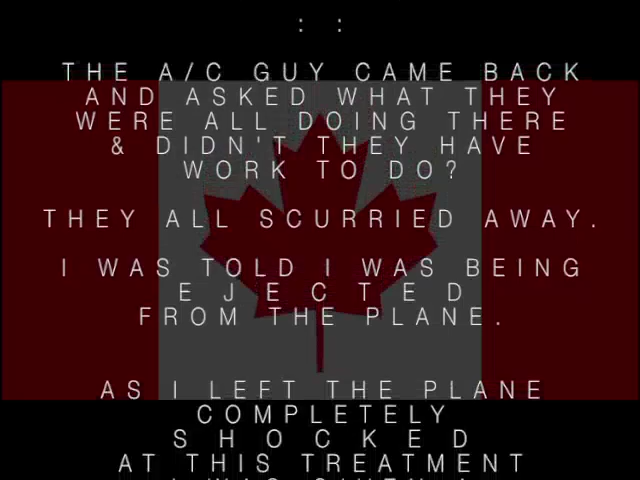 : :
THE A/C GUY CAME BACK
AND ASKED WHAT THEY
WERE ALL DOING THERE
& DIDN'T THEY HAVE
WORK TO DO?
THEY ALL SCURRIED AWAY.
I WAS TOLD I WAS BEING
EJECTED
FROM THE PLANE.
AS I LEFT THE PLANE
COMPLETELY
SHOCKED
AT THIS TREATMENT